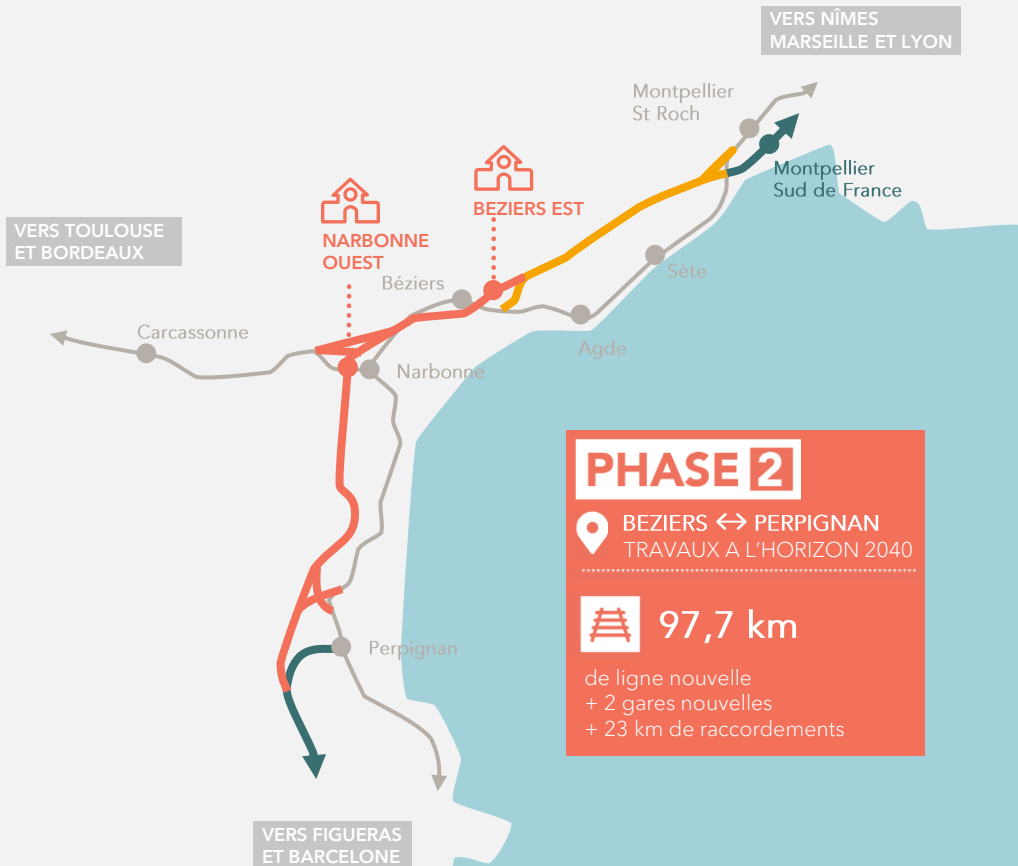 VERS NÎMES
MARSEILLE ET LYON
Montpellier
St Roch
Montpellier
Sud de France
BEZIERS EST
NARBONNE
OUEST
VERS TOULOUSE
ET BORDEAUX
Béziers
Sète
Carcassonne
Agde
Narbonne
PHASE 2
BEZIERS ↔ PERPIGNAN
TRAVAUX A L'HORIZON 2040
97,7 km
de ligne nouvelle
+ 2 gares nouvelles
+ 23 km de raccordements
Perpignan
VERS FIGUERAS
ET BARCELONE